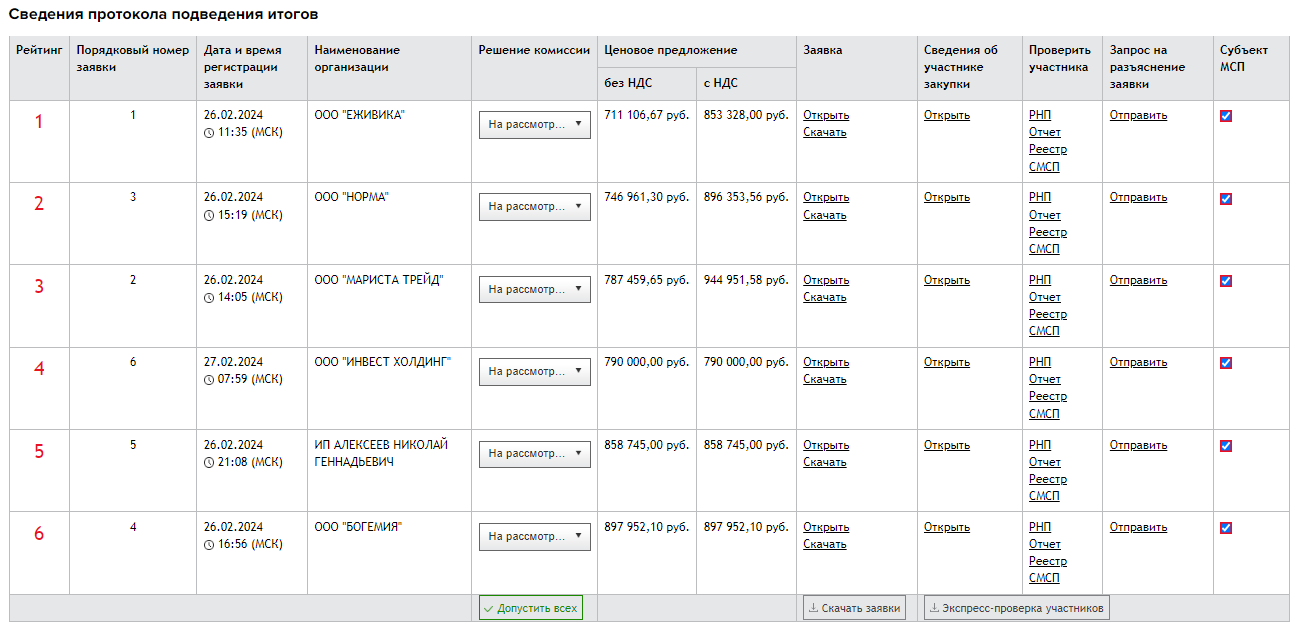 Сведения протокола подведения итогов
Рейтинг
Порядковый номер
заявки
Дата и время
регистрации
заявки
Наименование
организации
Решение комиссии
Ценовое предложение
без НДС
с НДС
Заявка
Сведения об
участнике
закупки
Проверить
участника
Запрос на
разъяснение
заявки
Субъект
МСП
1
1
26.02.2024
11:35 (МСК)
ООО "ЕЖИВИКА"
На рассмотр...
711 106,67 руб.
853 328,00 руб.
Открыть
Скачать
Открыть
РНП
Отчет
Реестр
СМСП
Отправить
2
3
26.02.2024
15:19 (МСК)
ООО "НОРМА"
На рассмотр...
746 961,30 руб.
896 353,56 руб.
Открыть
Скачать
Открыть
РНП
Отчет
Реестр
СМСП
Отправить
3
2
26.02.2024
14:05 (МСК)
ООО "МАРИСТА ТРЕЙД"
На рассмотр...
787 459,65 руб.
944 951,58 руб.
Открыть
Скачать
Открыть
РНП
Отчет
Реестр
СМСП
Отправить
4
6
27.02.2024
07:59 (МСК)
ООО "ИНВЕСТ ХОЛДИНГ"
На рассмотр...
790 000,00 руб.
790 000,00 руб.
Открыть
Скачать
Открыть
РНП
Отчет
Реестр
СМСП
Отправить
5
5
26.02.2024
21:08 (МСК)
ИП АЛЕКСЕЕВ НИКОЛАЙ
ГЕННАДЬЕВИЧ
На рассмотр...
858 745,00 руб.
858 745,00 руб.
Открыть
Скачать
Открыть
РНП
Отчет
Реестр
СМСП
Отправить
6
4
26.02.2024
16:56 (МСК)
ООО "БОГЕМИЯ"
На рассмотр...
897 952,10 руб.
897 952,10 руб.
Открыть
Скачать
Открыть
РНП
Отчет
Реестр
СМСП
Отправить
Допустить всех
Скачать заявки
Экспресс-проверка участников